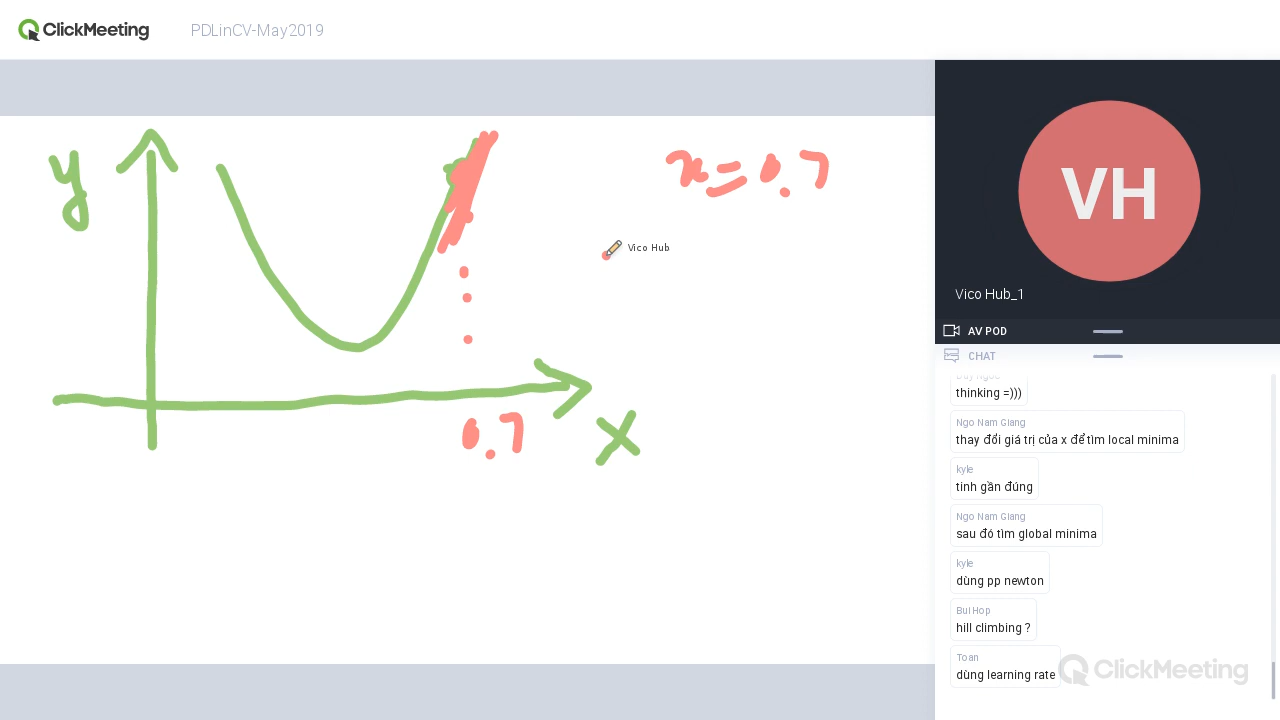 ClickMeeting
PDLinCV-May2019
y
x = 0.7
Vico Hub
0.7
x
VH
Vico Hub_1
AV POD
CHAT
thinking =)))
Ngo Nam Giang
thay đổi giá trị của x để tìm local minima
kyle
tinh gần đúng
Ngo Nam Giang
sau đó tìm global minima
kyle
dùng pp newton
Bui Hop
hill climbing ?
Toan
dùng learning rate
ClickMeeting